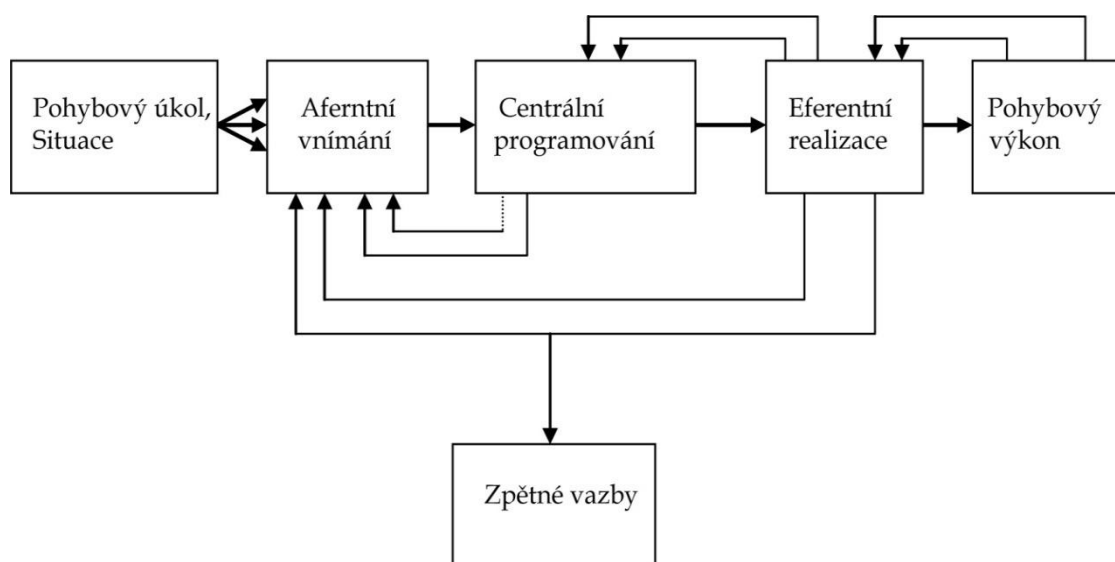 Pohybový úkol,
Situace
Aferntní
vnímání
Centrální
programování
Eferentní
realizace
Pohybový
výkon
Zpětné vazby